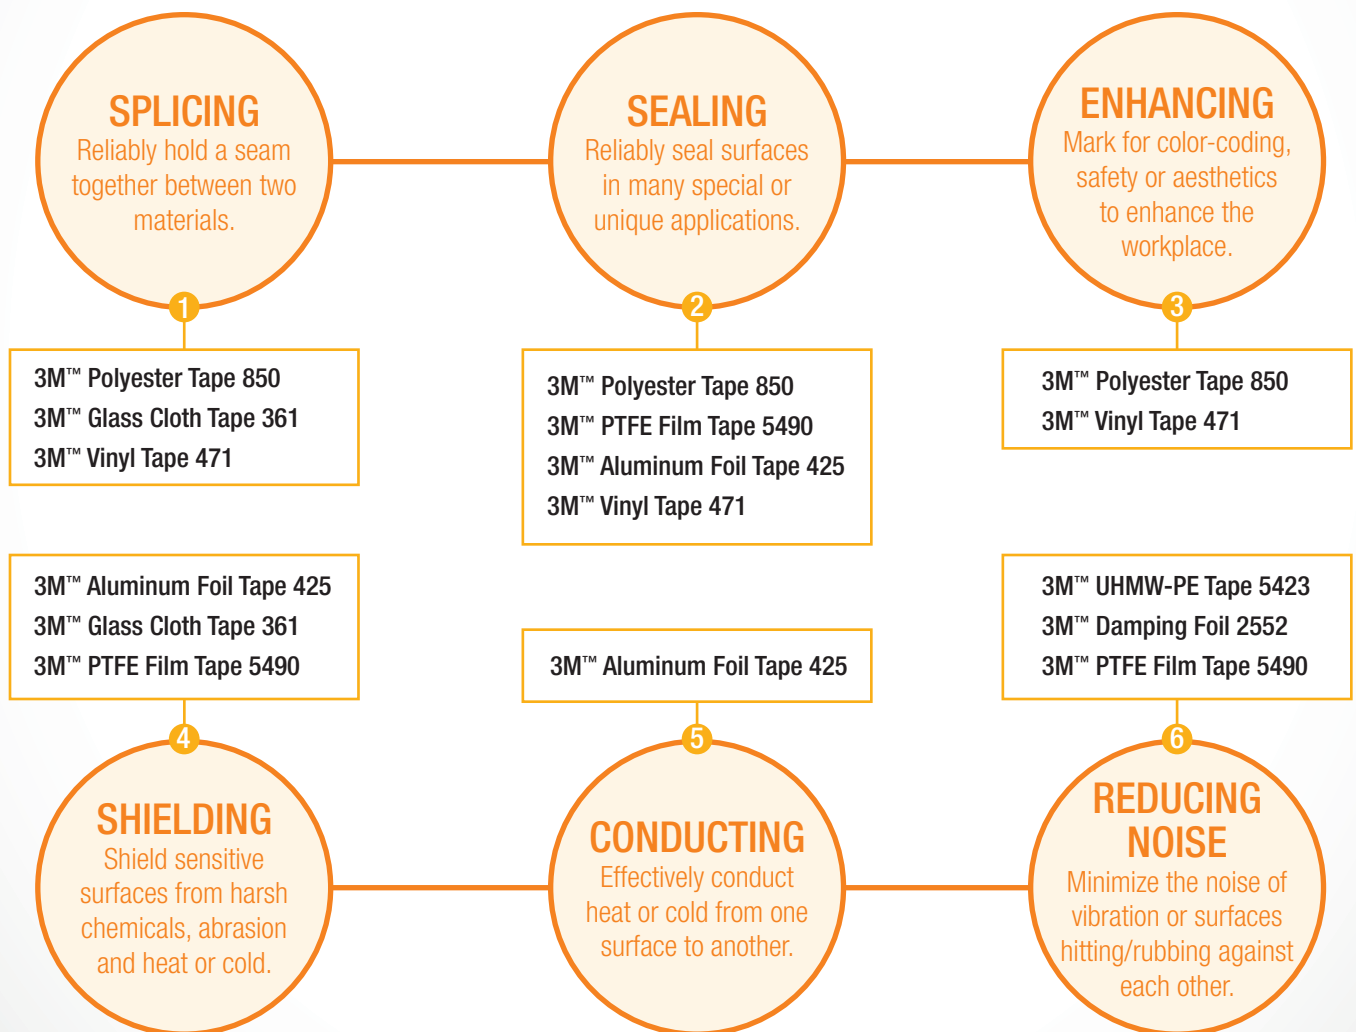 SPLICING
Reliably hold a seam
together between two
materials.
1
3M™ Polyester Tape 850
3M™ Glass Cloth Tape 361
3M™ Vinyl Tape 471
SEALING
Reliably seal surfaces
in many special or
unique applications.
2
3M™ Polyester Tape 850
3M™ PTFE Film Tape 5490
3M™ Aluminum Foil Tape 425
3M™ Vinyl Tape 471
ENHANCING
Mark for color-coding,
safety or aesthetics
to enhance the
workplace.
3
3M™ Polyester Tape 850
3M™ Vinyl Tape 471
3M™ Aluminum Foil Tape 425
3M™ Glass Cloth Tape 361
3M™ PTFE Film Tape 5490
4
SHIELDING
Shield sensitive
surfaces from harsh
chemicals, abrasion
and heat or cold.
3M™ Aluminum Foil Tape 425
5
CONDUCTING
Effectively conduct
heat or cold from one
surface to another.
3M™ UHMW-PE Tape 5423
3M™ Damping Foil 2552
3M™ PTFE Film Tape 5490
6
REDUCING
NOISE
Minimize the noise of
vibration or surfaces
hitting/rubbing against
each other.